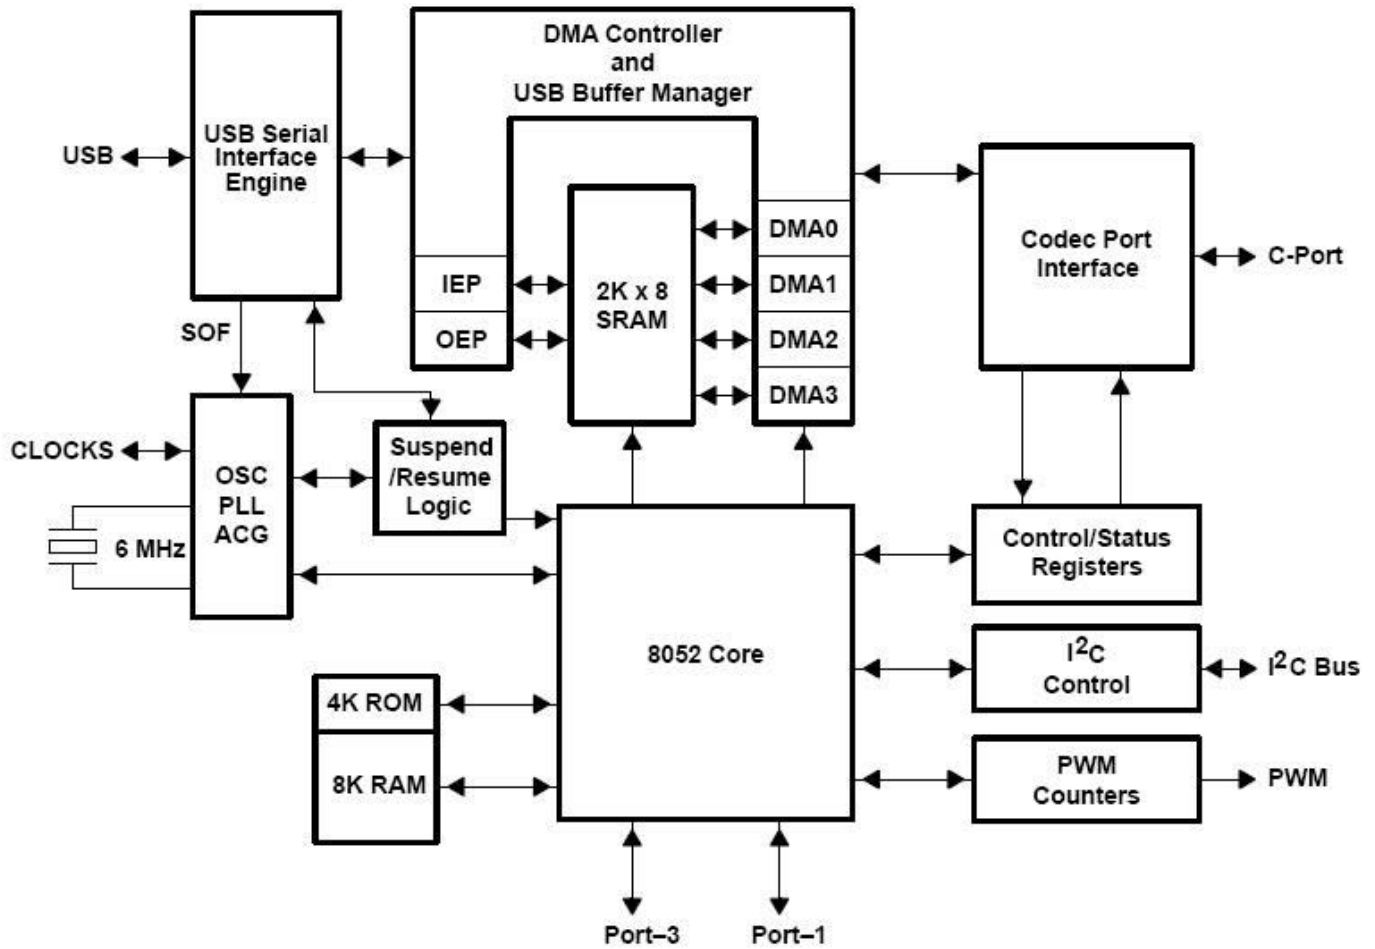 DMA Controller
and
USB Buffer Manager
USB
USB Serial
Interface
Engine
DMA0
Codec Port
Interface
C-Port
IEP
2K x 8
SRAM
DMA1
SOF
OEP
DMA2
DMA3
CLOCKS
OSC
PLL
ACG
Suspend
/Resume
Logic
6 MHz
Control/Status
Registers
8052 Core
I²C
Control
I²C Bus
4K ROM
8K RAM
PWM
Counters
PWM
Port–3
Port–1